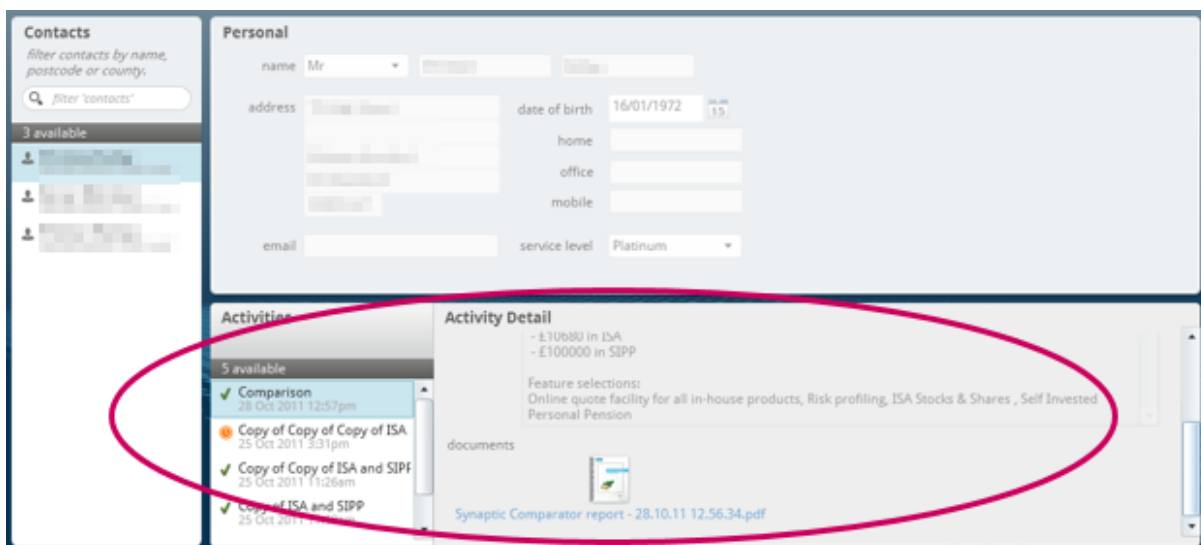 Contacts
filter contacts by name,
postcode or county.
filter 'contacts'
3 available
Personal
name Mr
address
date of birth 16/01/1972 15
home
office
mobile
email
service level Platinum
Activities
5 available
Comparison
28 Oct 2011 12:57pm
Copy of Copy of Copy of ISA
25 Oct 2011 3:31pm
Copy of Copy of ISA and SIPP
25 Oct 2011 11:26am
Copy of ISA and SIPP
25 Oct 2011
Activity Detail
- £10680 in ISA
- £100000 in SIPP
Feature selections:
Online quote facility for all in-house products, Risk profiling, ISA Stocks & Shares , Self Invested
Personal Pension
documents
Synaptic Comparator report - 28.10.11 12.56.34.pdf